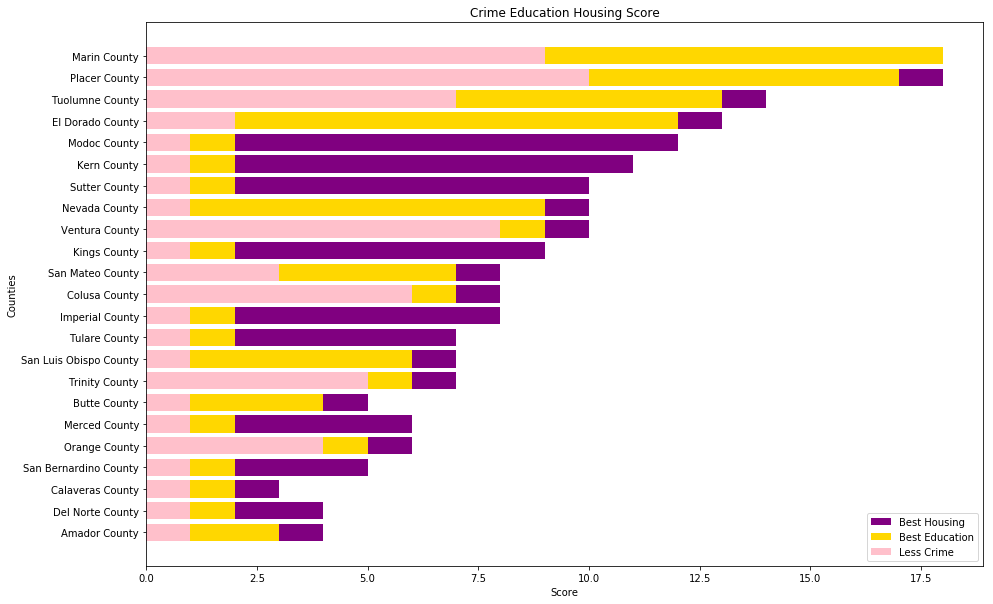 Crime Education Housing Score
Counties
Marin County
Placer County
Tuolumne County
El Dorado County
Modoc County
Kern County
Sutter County
Nevada County
Ventura County
Kings County
San Mateo County
Colusa County
Imperial County
Tulare County
San Luis Obispo County
Trinity County
Butte County
Merced County
Orange County
San Bernardino County
Calaveras County
Del Norte County
Amador County
Best Housing
Best Education
Less Crime
0.0 2.5 5.0 7.5 10.0 12.5 15.0 17.5
Score